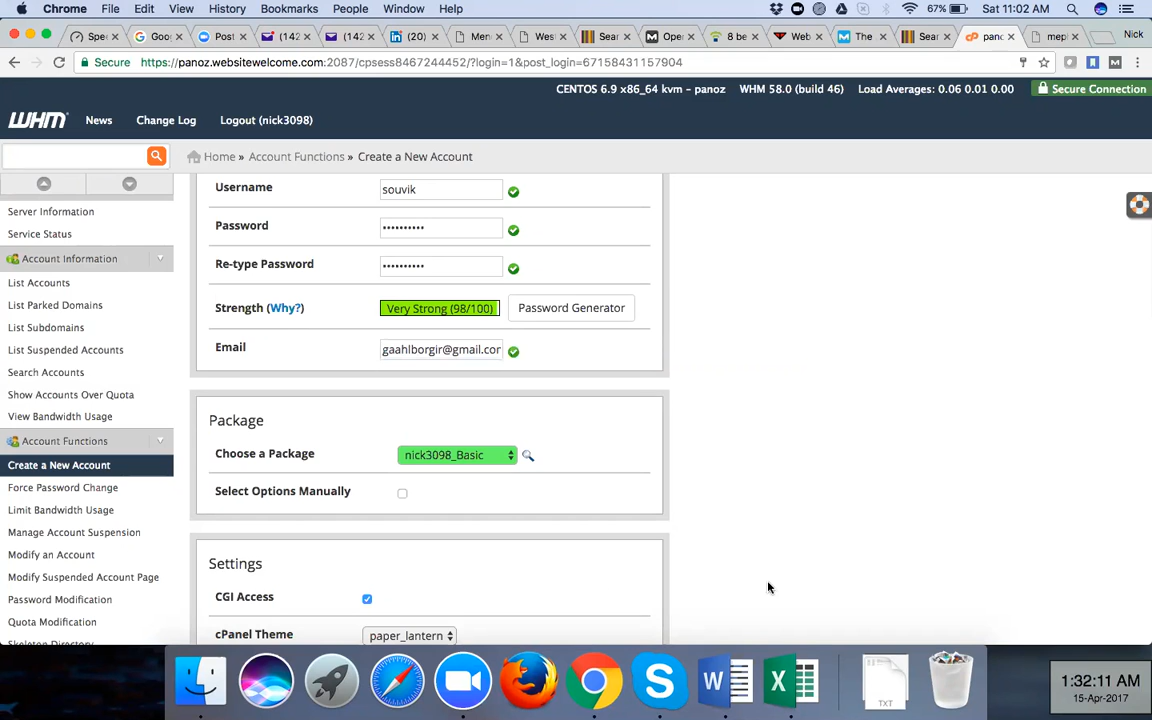 Chrome File Edit View History Bookmarks People Window Help 67% Sat 11:02 AM
Spe Goo Post (142 (142 (20) Men Wes Sear Ope 8 be Web The Sear pan mep Nick
Secure https://panoz.websitewelcome.com:2087/cpsess8467244452/?login=1&post_login=67158431157904
CENTOS 6.9 x86_64 kvm – panoz WHM 58.0 (build 46) Load Averages: 0.06 0.01 0.00 Secure Connection
WHM News Change Log Logout (nick3098)
Home » Account Functions » Create a New Account
Server Information
Service Status
Account Information
List Accounts
List Parked Domains
List Subdomains
List Suspended Accounts
Search Accounts
Show Accounts Over Quota
View Bandwidth Usage
Account Functions
Create a New Account
Force Password Change
Limit Bandwidth Usage
Manage Account Suspension
Modify an Account
Modify Suspended Account Page
Password Modification
Quota Modification
Skeleton Directory
Username souvik
Password ••••••••••
Re-type Password ••••••••••
Strength (Why?) Very Strong (98/100) Password Generator
Email gaahlborgir@gmail.cor
Package
Choose a Package nick3098_Basic
Select Options Manually
Settings
CGI Access
cPanel Theme paper_lantern
TXT
1:32:11 AM
15-Apr-2017